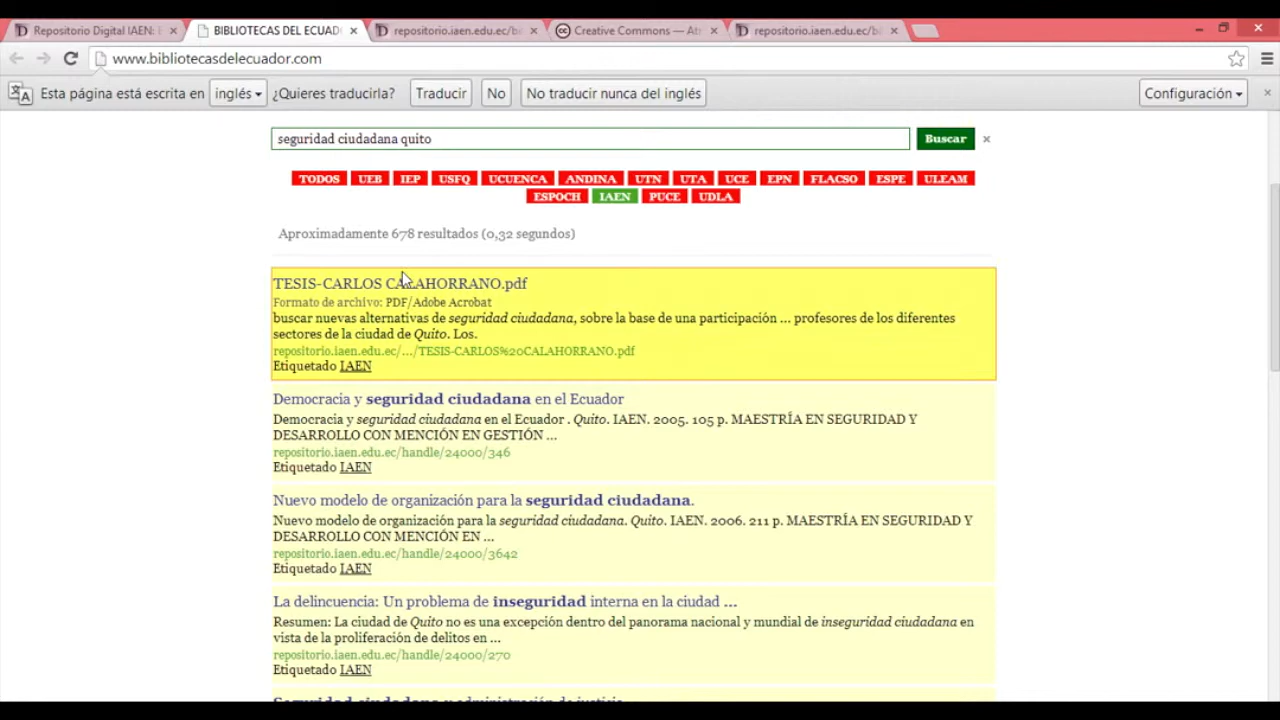 Repositorio Digital IAEN: E
BIBLIOTECAS DEL ECUAD
repositorio.iaen.edu.ec/bi
Creative Commons — At
repositorio.iaen.edu.ec/bi
www.bibliotecasdelecuador.com
Esta página está escrita en inglés ¿Quieres traducirla? Traducir No No traducir nunca del inglés Configuración
seguridad ciudadana quito Buscar
TODOS UEB IEP USFQ UCUENCA ANDINA UTN UTA UCE EPN FLACSO ESPE ULEAM
ESPOCH IAEN PUCE UDLA
Aproximadamente 678 resultados (0,32 segundos)
TESIS-CARLOS CALAHORRANO.pdf
Formato de archivo: PDF/Adobe Acrobat
buscar nuevas alternativas de seguridad ciudadana, sobre la base de una participación ... profesores de los diferentes
sectores de la ciudad de Quito. Los.
repositorio.iaen.edu.ec/.../TESIS-CARLOS%20CALAHORRANO.pdf
Etiquetado IAEN
Democracia y seguridad ciudadana en el Ecuador
Democracia y seguridad ciudadana en el Ecuador . Quito. IAEN. 2005. 105 p. MAESTRÍA EN SEGURIDAD Y
DESARROLLO CON MENCIÓN EN GESTIÓN ...
repositorio.iaen.edu.ec/handle/24000/346
Etiquetado IAEN
Nuevo modelo de organización para la seguridad ciudadana.
Nuevo modelo de organización para la seguridad ciudadana. Quito. IAEN. 2006. 211 p. MAESTRÍA EN SEGURIDAD Y
DESARROLLO CON MENCIÓN EN ...
repositorio.iaen.edu.ec/handle/24000/3642
Etiquetado IAEN
La delincuencia: Un problema de inseguridad interna en la ciudad ...
Resumen: La ciudad de Quito no es una excepción dentro del panorama nacional y mundial de inseguridad ciudadana en
vista de la proliferación de delitos en ...
repositorio.iaen.edu.ec/handle/24000/270
Etiquetado IAEN
Seguridad ciudadana y administración de justicia